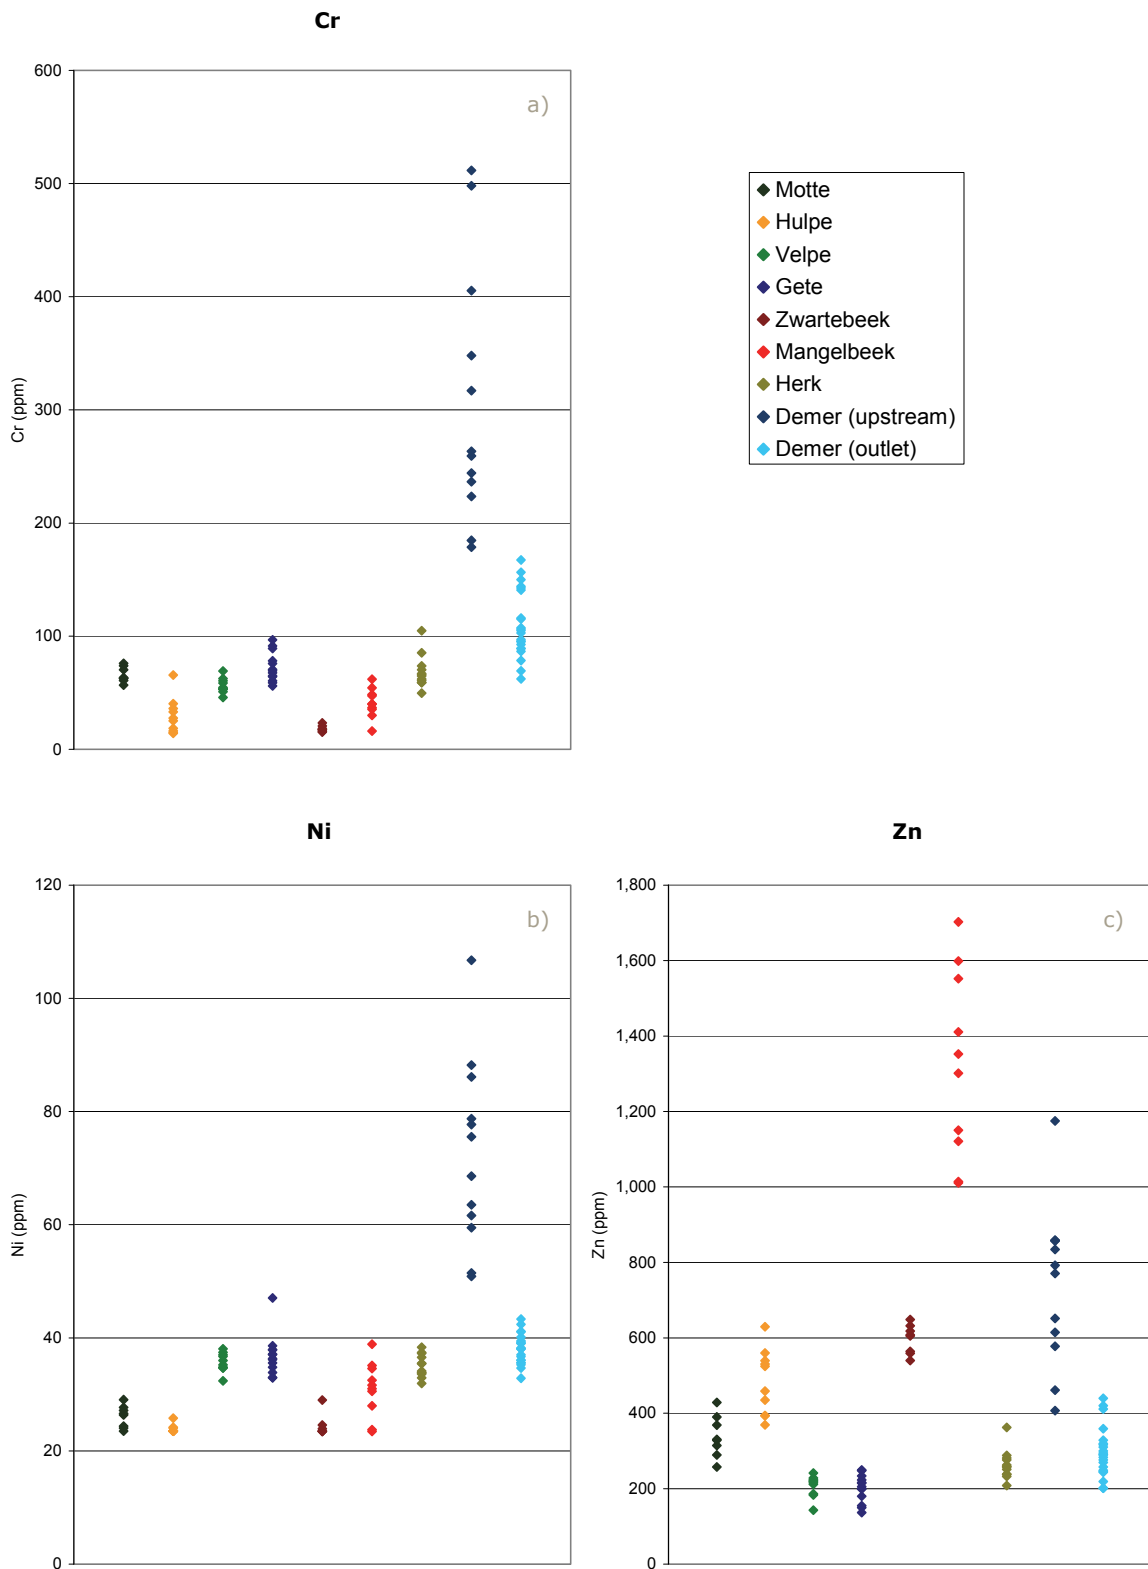 Cr
600
500
400
300
200
100
0
Cr (ppm)
a)
Motte
Hulpe
Velpe
Gete
Zwartebeek
Mangelbeek
Herk
Demer (upstream)
Demer (outlet)
Ni
120
100
80
60
40
20
0
Ni (ppm)
b)
Zn
1,800
1,600
1,400
1,200
1,000
800
600
400
200
0
Zn (ppm)
c)